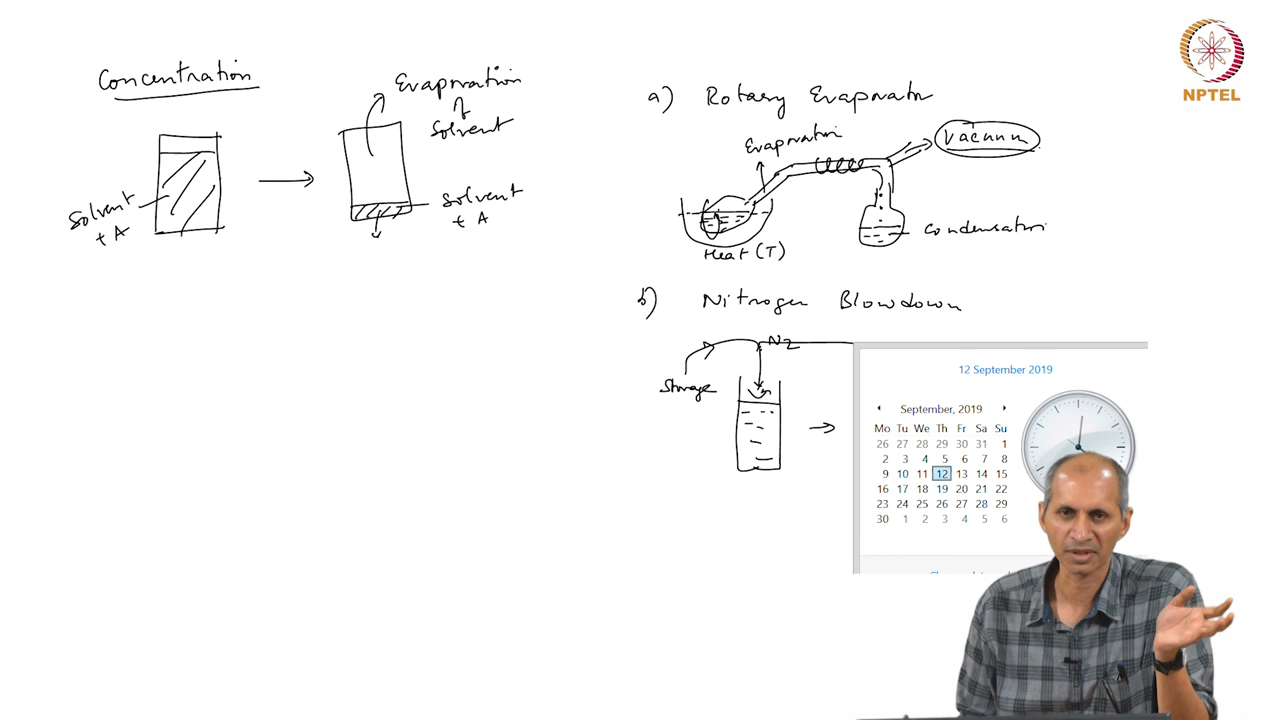 Concentration
Evaporation
of
solvent
Solvent
+ A
solvent
+ A
a) Rotary Evaporator
Evaporation
Vacuum
Condensation
Heat (T)
b) Nitrogen Blowdown
N2
Storage
12 September 2019
September, 2019
Mo Tu We Th Fr Sa Su
26 27 28 29 30 31 1
2 3 4 5 6 7 8
9 10 11 12 13 14 15
16 17 18 19 20 21 22
23 24 25 26 27 28 29
30 1 2 3 4 5 6
NPTEL